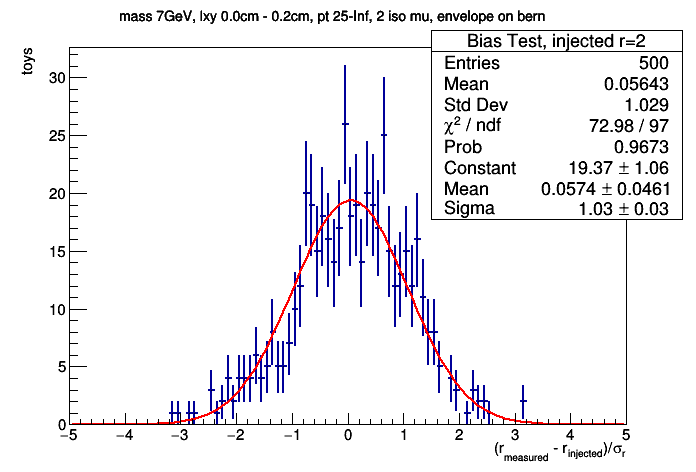 mass 7GeV, lxy 0.0cm - 0.2cm, pt 25-Inf, 2 iso mu, envelope on bern
toys
Bias Test, injected r=2
Entries 500
Mean 0.05643
Std Dev 1.029
χ² / ndf 72.98 / 97
Prob 0.9673
Constant 19.37 ± 1.06
Mean 0.0574 ± 0.0461
Sigma 1.03 ± 0.03
30
25
20
15
10
5
0
−5 −4 −3 −2 −1 0 1 2 3 4 5
(r_measured - r_injected)/σ_r